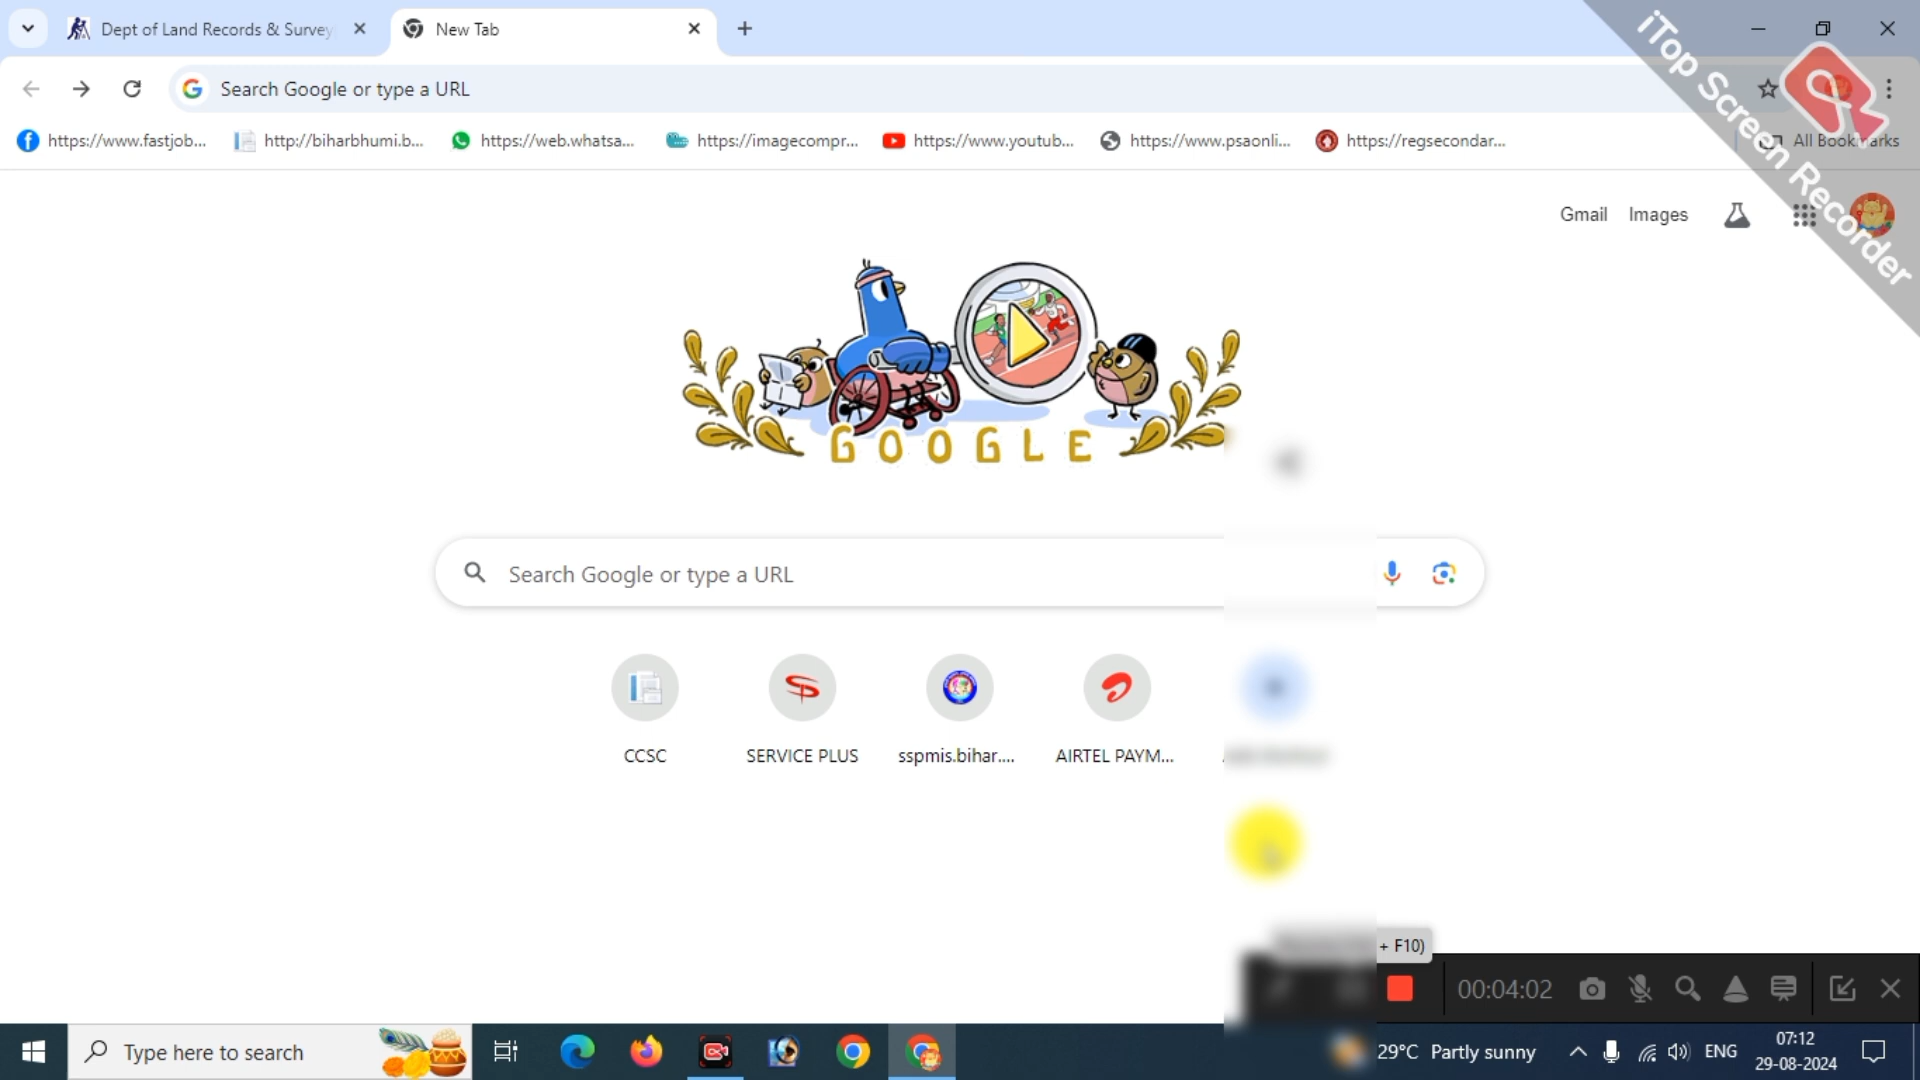 Dept of Land Records & Survey
New Tab
Search Google or type a URL
https://www.fastjob...
http://biharbhumi.b...
https://web.whatsa...
https://imagecompr...
https://www.youtub...
https://www.psaonli...
https://regsecondar...
All Bookmarks
iTop Screen Recorder
Gmail
Images
GOOGLE
Search Google or type a URL
CCSC
SERVICE PLUS
sspmis.bihar....
AIRTEL PAYM...
+ F10)
00:04:02
Type here to search
29°C Partly sunny
ENG
07:12
29-08-2024